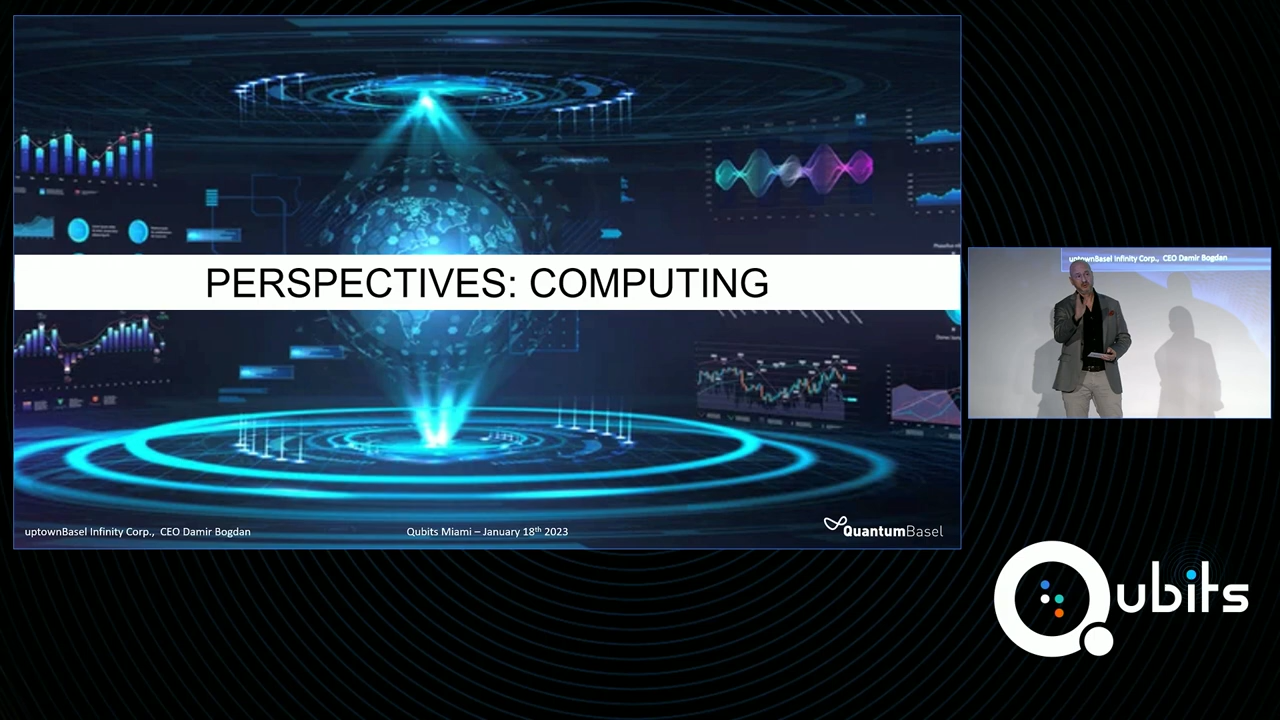 PERSPECTIVES: COMPUTING
uptownBasel Infinity Corp., CEO Damir Bogdan
Qubits Miami – January 18th 2023
QuantumBasel
uptownBasel Infinity Corp., CEO Damir Bogdan
Qubits